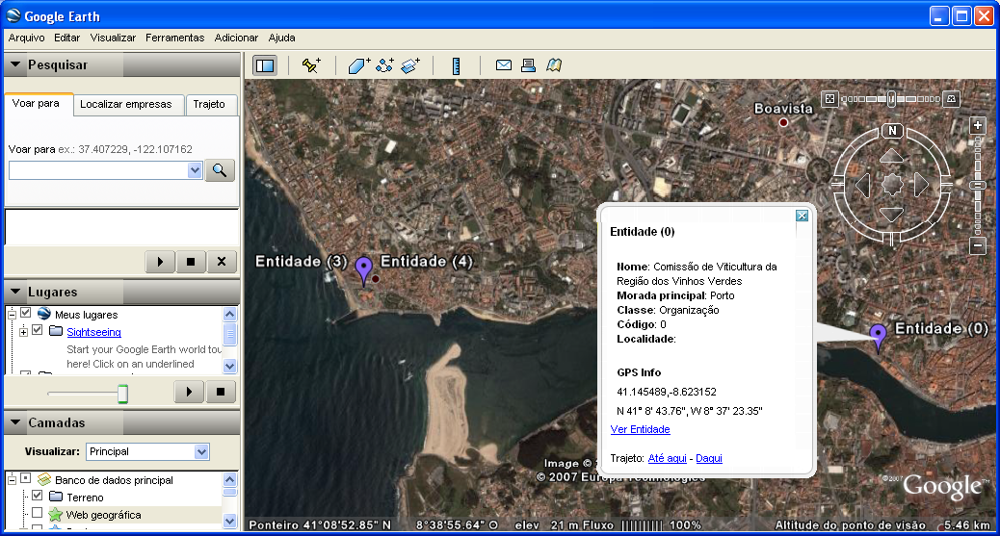 Google Earth
Arquivo Editar Visualizar Ferramentas Adicionar Ajuda
Pesquisar
Voar para
Localizar empresas
Trajeto
Voar para ex.: 37.407229, -122.107162
Lugares
Meus lugares
Sightseeing
Start your Google Earth world tou
here! Click on an underlined
Camadas
Visualizar: Principal
Banco de dados principal
Terreno
Web geográfica
Boavista
N
Entidade (3)
Entidade (4)
Entidade (0)
Entidade (0)
Nome: Comissão de Viticultura da
Região dos Vinhos Verdes
Morada principal: Porto
Classe: Organização
Código: 0
Localidade:
GPS Info
41.145489,-8.623152
N 41° 8' 43.76", W 8° 37' 23.35"
Ver Entidade
Trajeto: Até aqui - Daqui
Image ©
© 2007 Europa Technologies
©2007 Google™
Ponteiro 41°08'52.85" N 8°38'55.64" O elev 21 m Fluxo |||||||||| 100% Altitude do ponto de visão 5.46 km